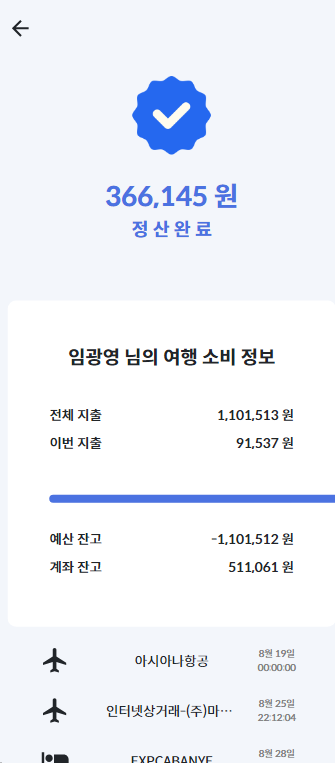 366,145 원
정 산 완 료
임광영 님의 여행 소비 정보
전체 지출 1,101,513 원
이번 지출 91,537 원
예산 잔고 -1,101,512 원
계좌 잔고 511,061 원
아시아나항공 8월 19일
00:00:00
인터넷상거래-(주)마… 8월 25일
22:12:04
EXPCABANYE 8월 28일